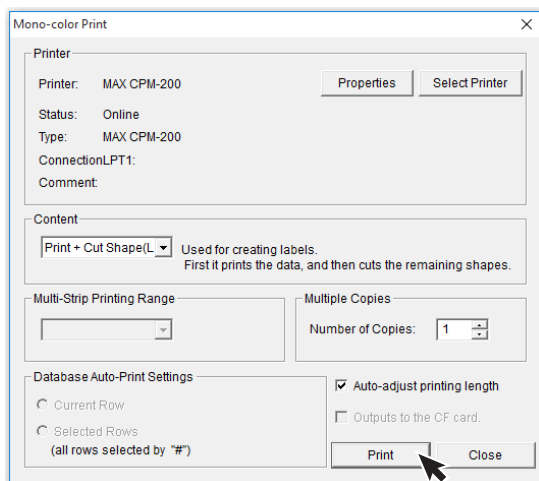 Mono-color Print
Printer
Printer: MAX CPM-200
Properties
Select Printer
Status: Online
Type: MAX CPM-200
ConnectionLPT1:
Comment:
Content
Print + Cut Shape(L
Used for creating labels.
First it prints the data, and then cuts the remaining shapes.
Multi-Strip Printing Range
Multiple Copies
Number of Copies: 1
Database Auto-Print Settings
Current Row
Selected Rows
(all rows selected by "#")
Auto-adjust printing length
Outputs to the CF card.
Print
Close